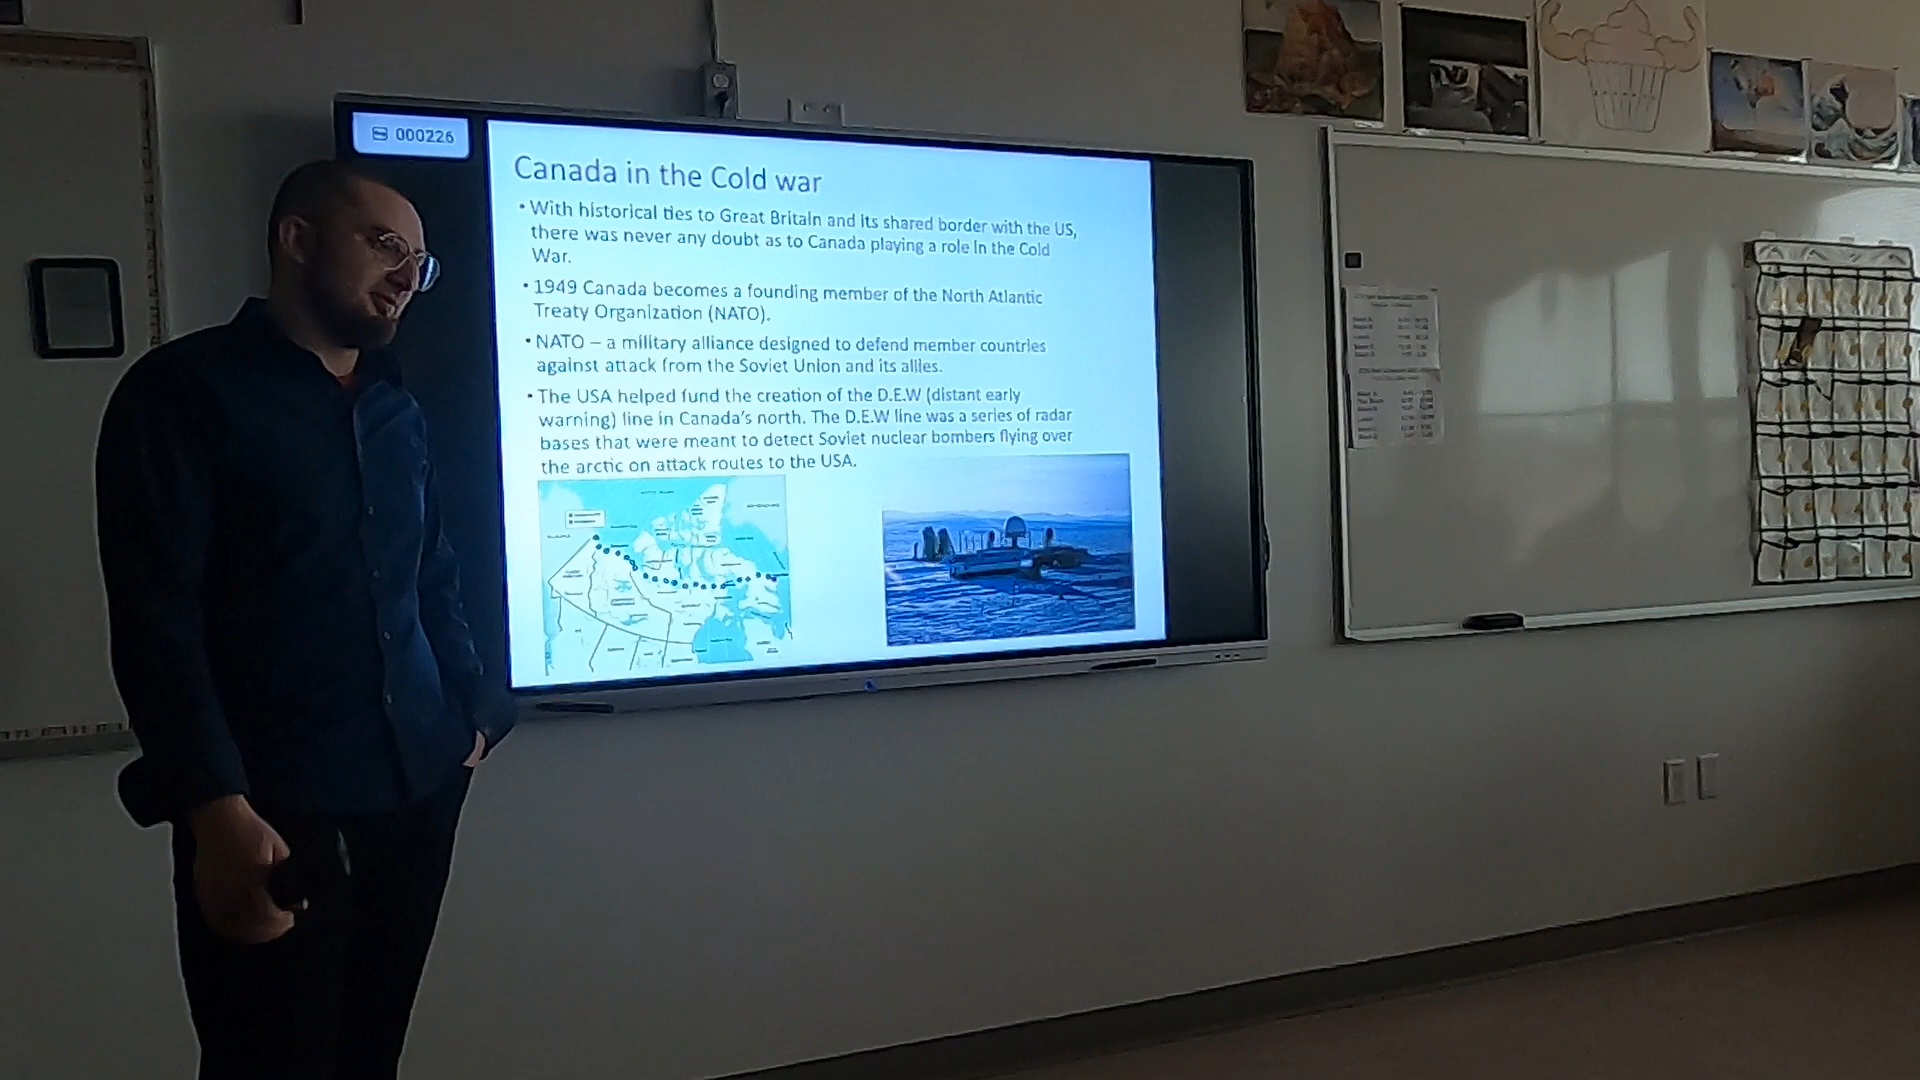 000226
Canada in the Cold war
• With historical ties to Great Britain and its shared border with the US,
there was never any doubt as to Canada playing a role in the Cold
War.
• 1949 Canada becomes a founding member of the North Atlantic
Treaty Organization (NATO).
• NATO – a military alliance designed to defend member countries
against attack from the Soviet Union and its allies.
• The USA helped fund the creation of the D.E.W (distant early
warning) line in Canada's north. The D.E.W line was a series of radar
bases that were meant to detect Soviet nuclear bombers flying over
the arctic on attack routes to the USA.